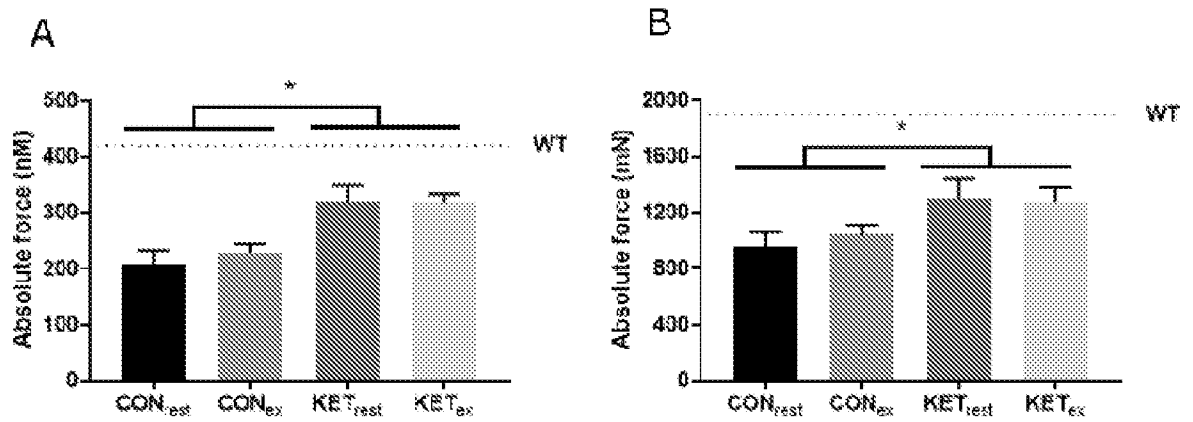 A
*
500
400
300
200
100
0
Absolute force (nM)
WT
CONrest CONex KETrest KETex
B
*
2000
1600
1200
800
400
0
Absolute force (mN)
WT
CONrest CONex KETrest KETex